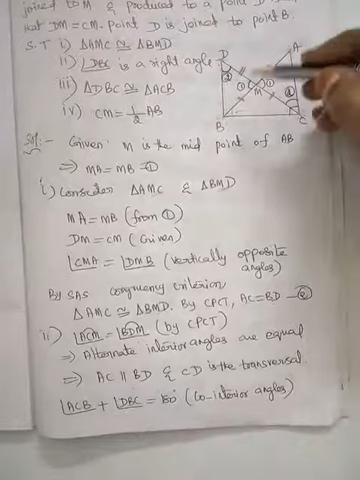 joined to M & produced to a point D
that DM = CM. Point D is joined to point B.
S.T i) ΔAMC ≅ ΔBMD
ii) ∠DBC is a right angle
iii) ΔDBC ≅ ΔACB
iv) CM = 1/2 AB
D A
② ① M ① ②
B C
Sol:- Given M is the mid point of AB
⇒ MA = MB -①
i) Consider ΔAMC & ΔBMD
MA = MB (from ①)
DM = CM (Given)
∠CMA = ∠DMB (vertically opposite
angles)
By SAS congruency criterion
ΔAMC ≅ ΔBMD. By CPCT, AC = BD -②
ii) ∠ACM = ∠BDM (by CPCT)
⇒ Alternate interior angles are equal
⇒ AC || BD & CD is the transversal
∠ACB + ∠DBC = 180 (co-interior angles)